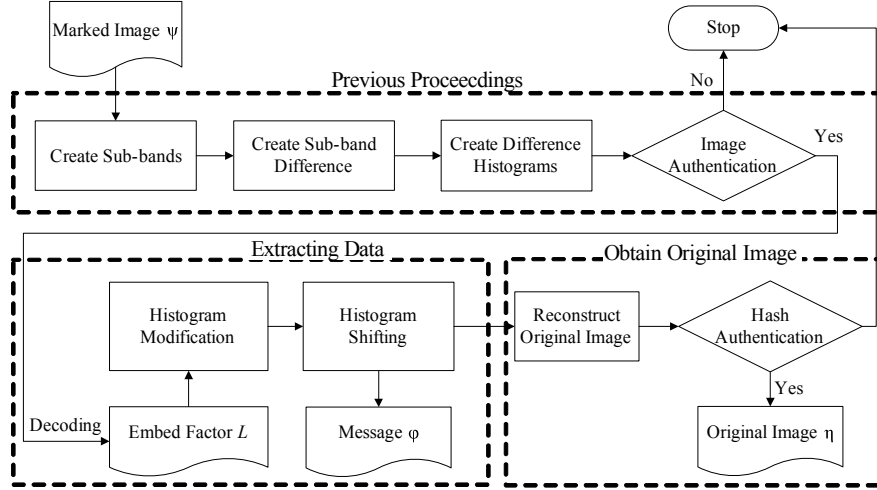 Marked Image ψ
Stop
Previous Proceecdings
No
Create Sub-bands
Create Sub-band
Difference
Create Difference
Histograms
Image
Authentication
Yes
Extracting Data
Obtain Original Image
Histogram
Modification
Histogram
Shifting
Reconstruct
Original Image
Hash
Authentication
Yes
Decoding
Embed Factor L
Message φ
Original Image η